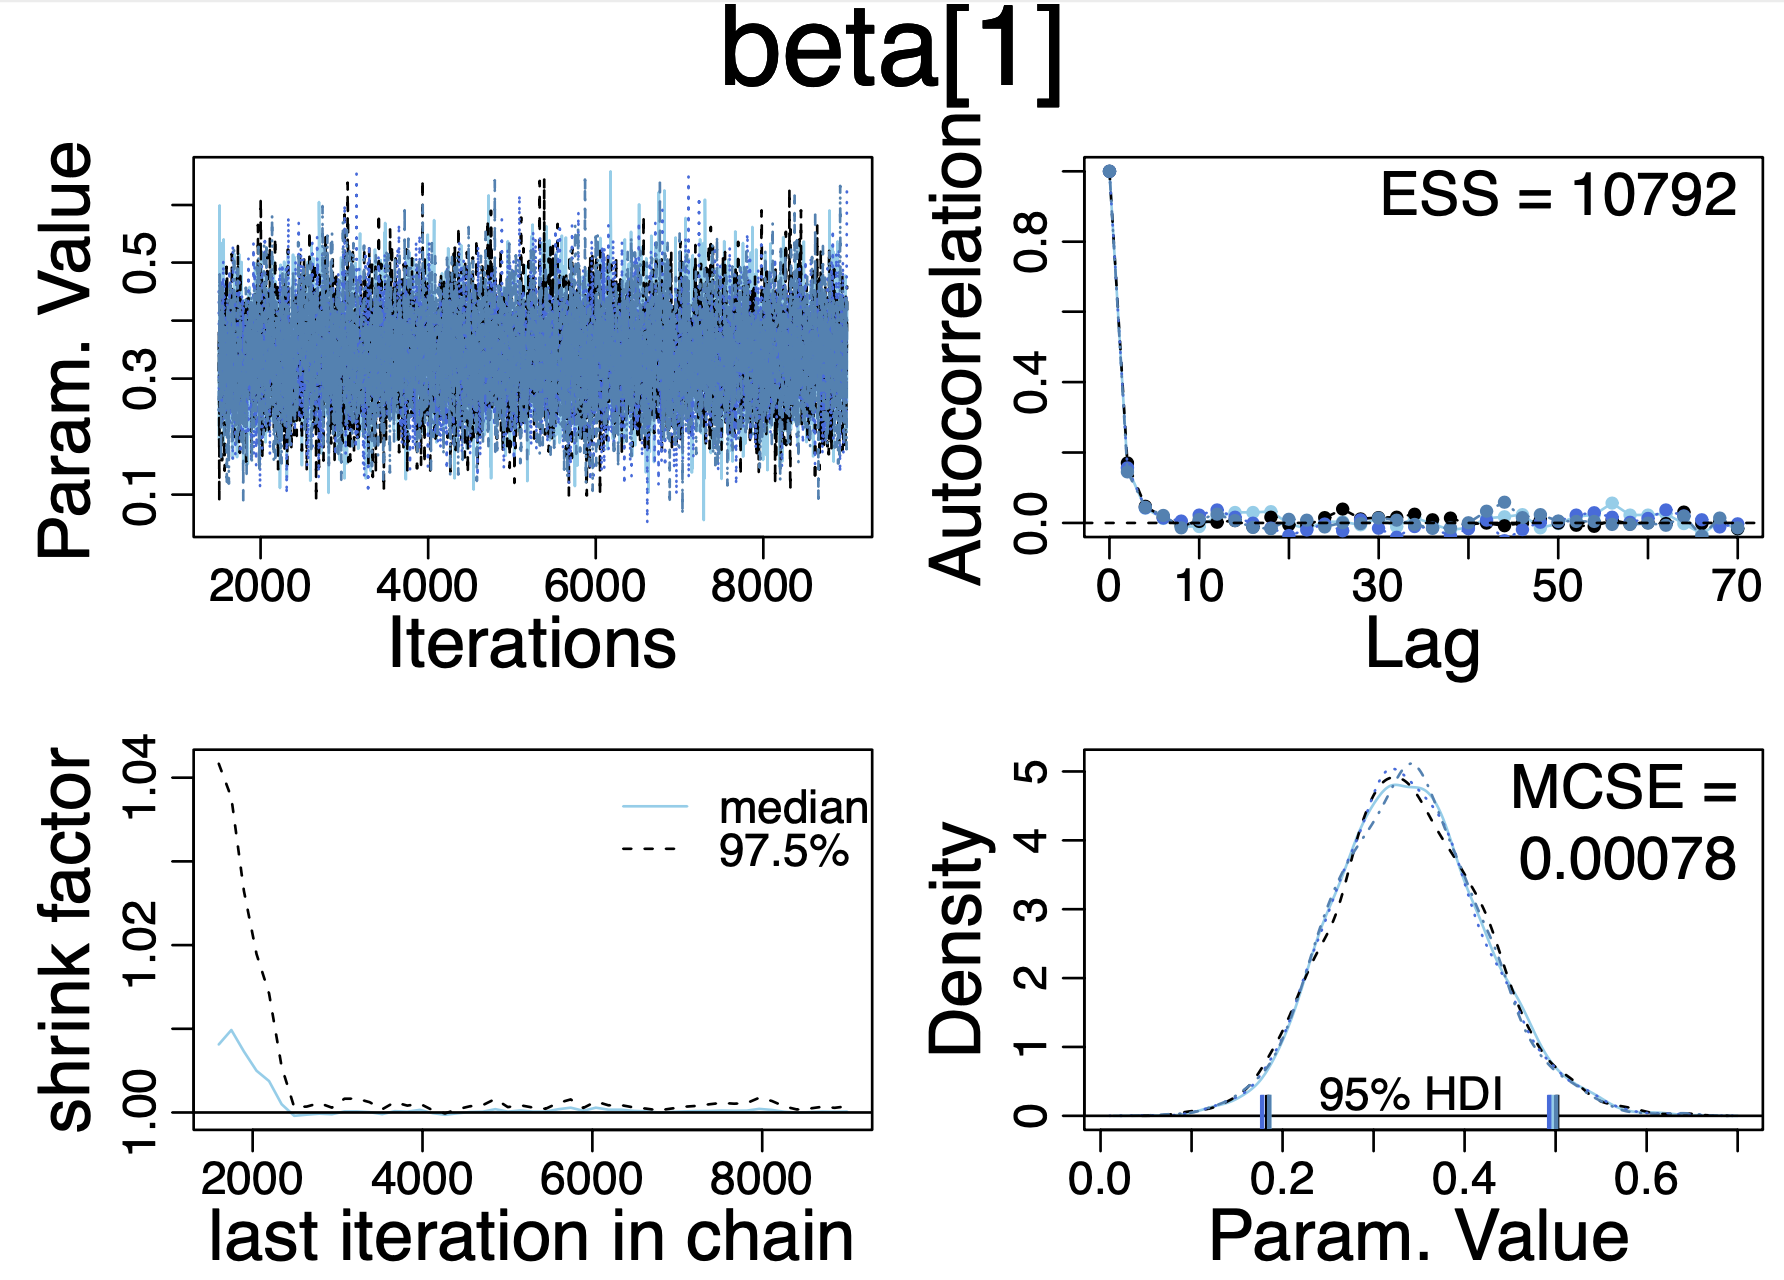 beta[1]
Param. Value
0.1 0.3 0.5
2000 4000 6000 8000
Iterations
Autocorrelation
0.0 0.4 0.8
ESS = 10792
0 10 30 50 70
Lag
shrink factor
1.00 1.02 1.04
median
97.5%
2000 4000 6000 8000
last iteration in chain
Density
0 1 2 3 4 5
MCSE =
0.00078
95% HDI
0.0 0.2 0.4 0.6
Param. Value